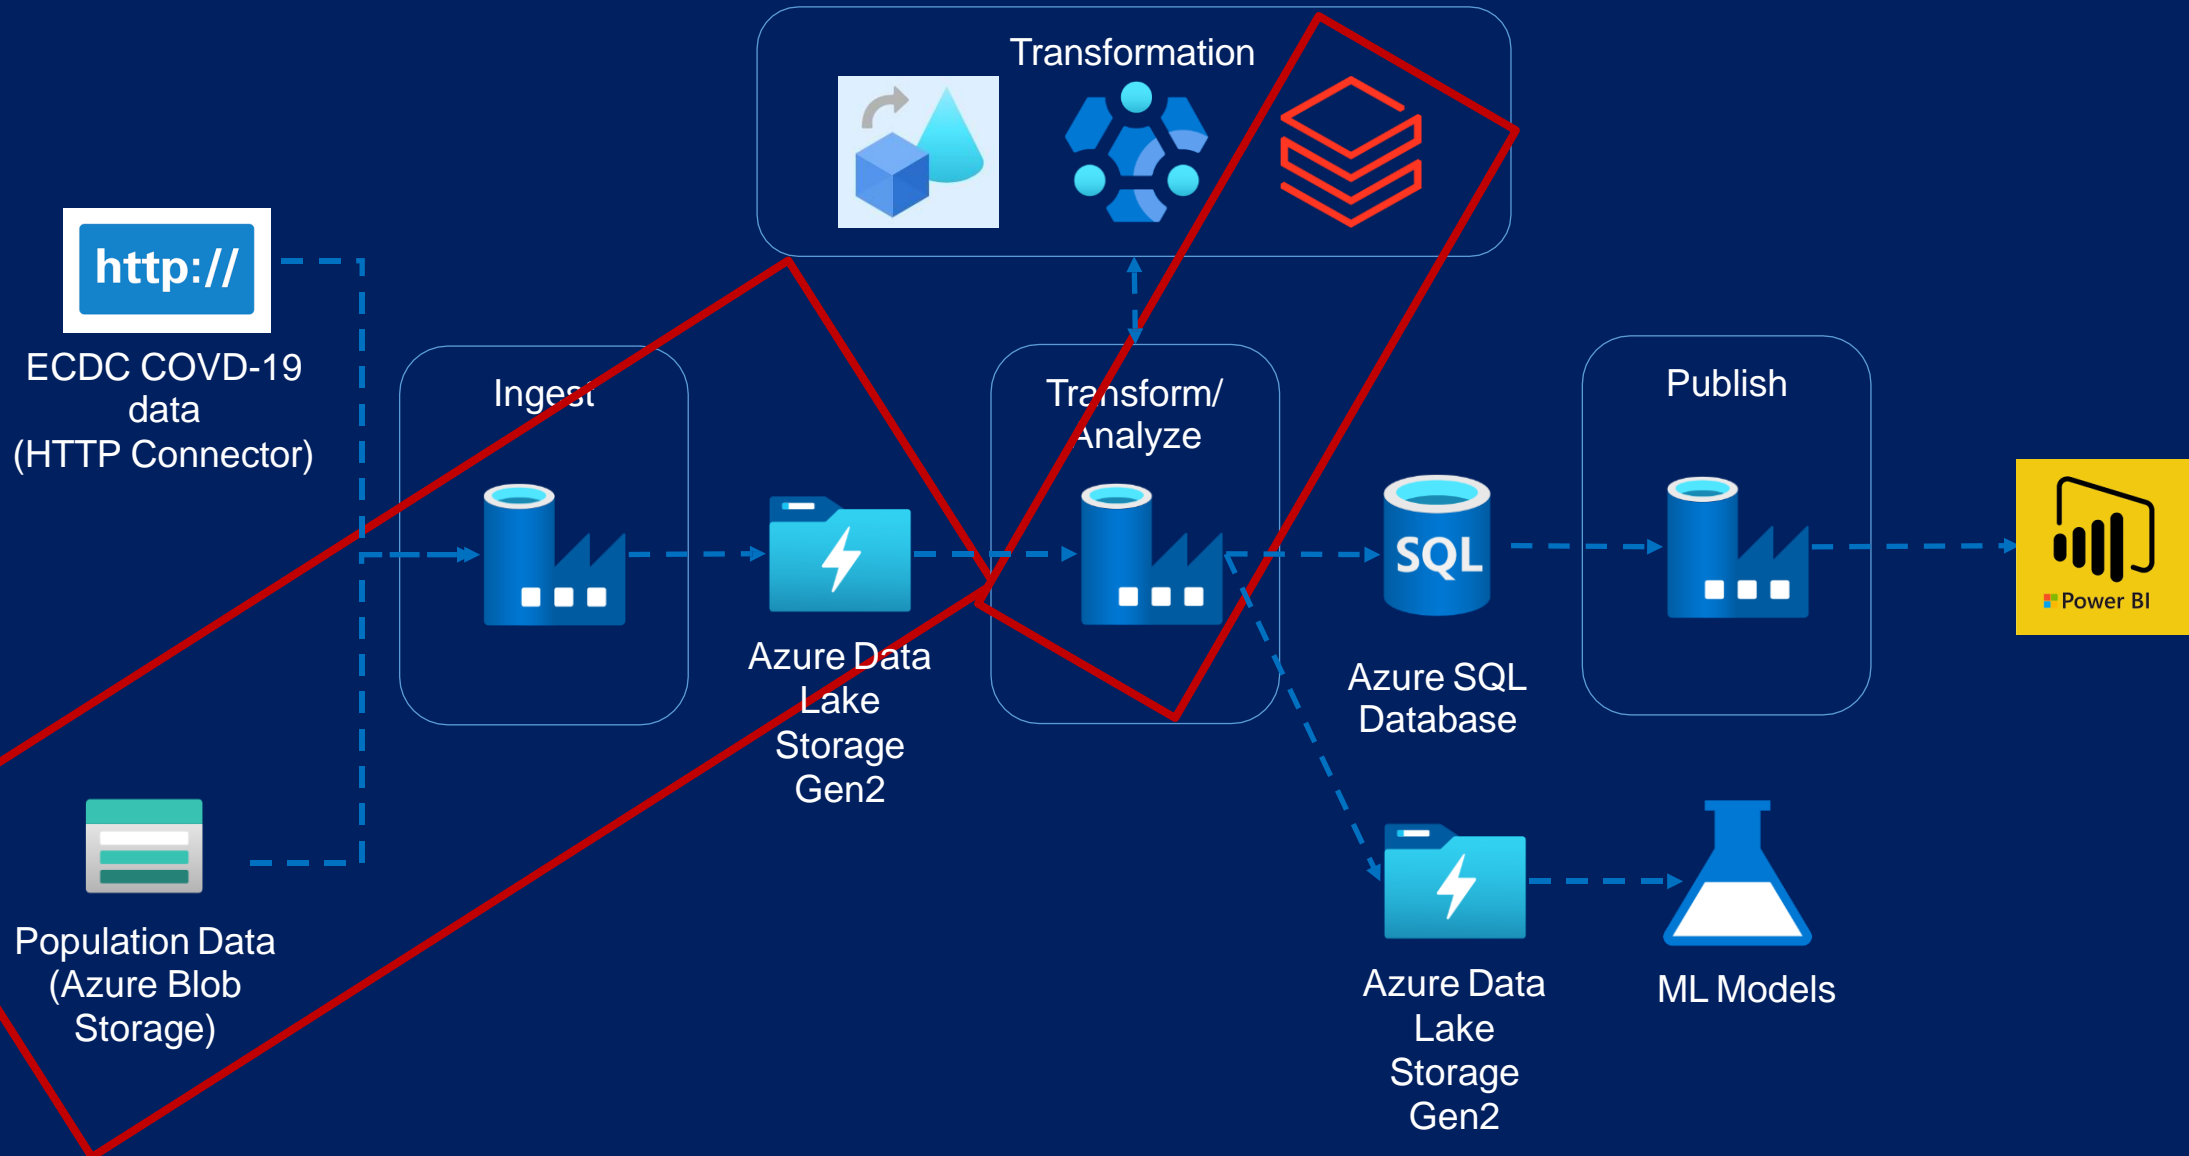 Transformation
http://
ECDC COVD-19
data
(HTTP Connector)
Ingest
Transform/
Analyze
Publish
SQL
Power BI
Azure Data
Lake
Storage
Gen2
Azure SQL
Database
Population Data
(Azure Blob
Storage)
Azure Data
Lake
Storage
Gen2
ML Models